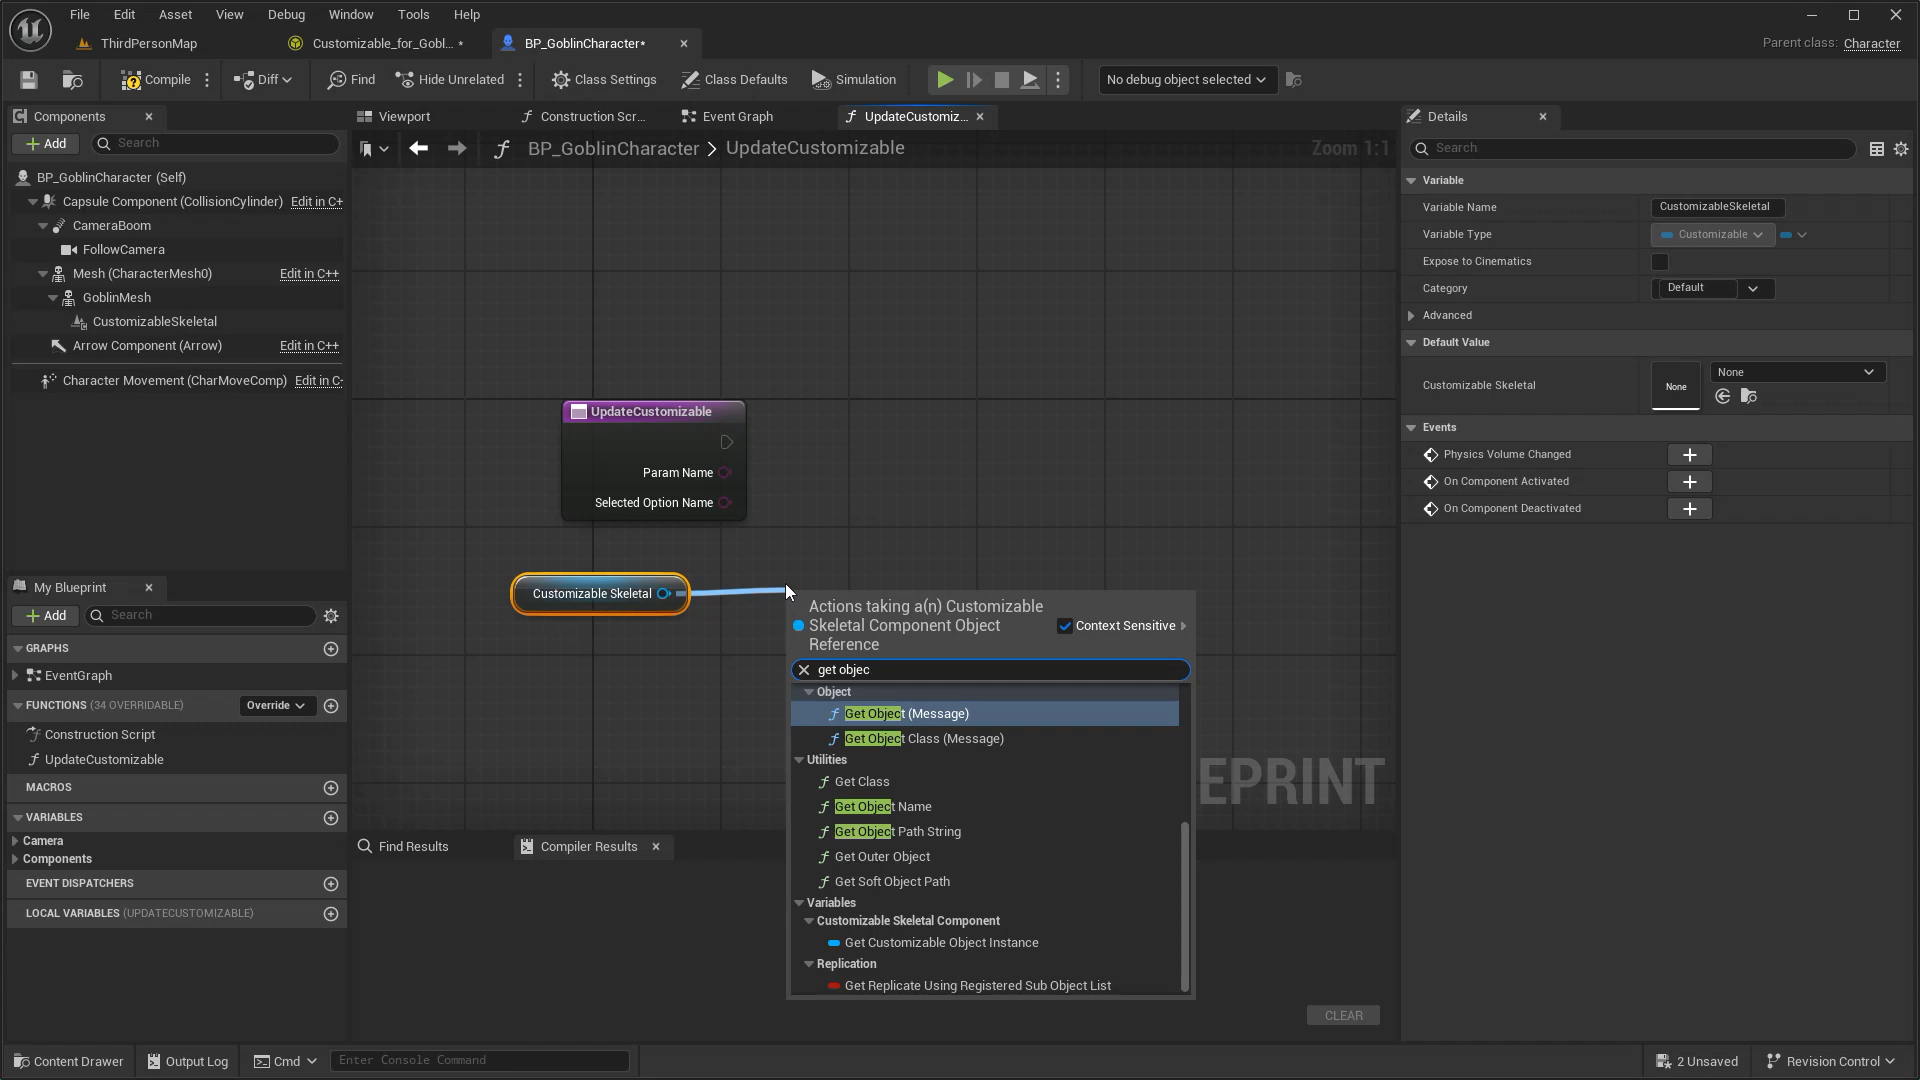 File Edit Asset View Debug Window Tools Help
ThirdPersonMap Customizable_for_Gobl... * BP_GoblinCharacter* Parent class: Character
Compile Diff Find Hide Unrelated Class Settings Class Defaults Simulation No debug object selected
Components
Add Search
BP_GoblinCharacter (Self)
Capsule Component (CollisionCylinder) Edit in C+
CameraBoom
FollowCamera
Mesh (CharacterMesh0) Edit in C++
GoblinMesh
CustomizableSkeletal
Arrow Component (Arrow) Edit in C++
Character Movement (CharMoveComp) Edit in C-
My Blueprint
Add Search
GRAPHS
EventGraph
FUNCTIONS (34 OVERRIDABLE) Override
Construction Script
UpdateCustomizable
MACROS
VARIABLES
Camera
Components
EVENT DISPATCHERS
LOCAL VARIABLES (UPDATECUSTOMIZABLE)
Viewport Construction Scr... Event Graph UpdateCustomiz...
BP_GoblinCharacter > UpdateCustomizable Zoom 1:1
UpdateCustomizable
Param Name
Selected Option Name
Customizable Skeletal
Actions taking a(n) Customizable
Skeletal Component Object
Reference
Context Sensitive
get objec
Object
Get Object (Message)
Get Object Class (Message)
Utilities
Get Class
Get Object Name
Get Object Path String
Get Outer Object
Get Soft Object Path
Variables
Customizable Skeletal Component
Get Customizable Object Instance
Replication
Get Replicate Using Registered Sub Object List
EPRINT
Find Results Compiler Results
CLEAR
Details
Search
Variable
Variable Name CustomizableSkeletal
Variable Type Customizable
Expose to Cinematics
Category Default
Advanced
Default Value
Customizable Skeletal None None
Events
Physics Volume Changed
On Component Activated
On Component Deactivated
Content Drawer Output Log Cmd Enter Console Command 2 Unsaved Revision Control